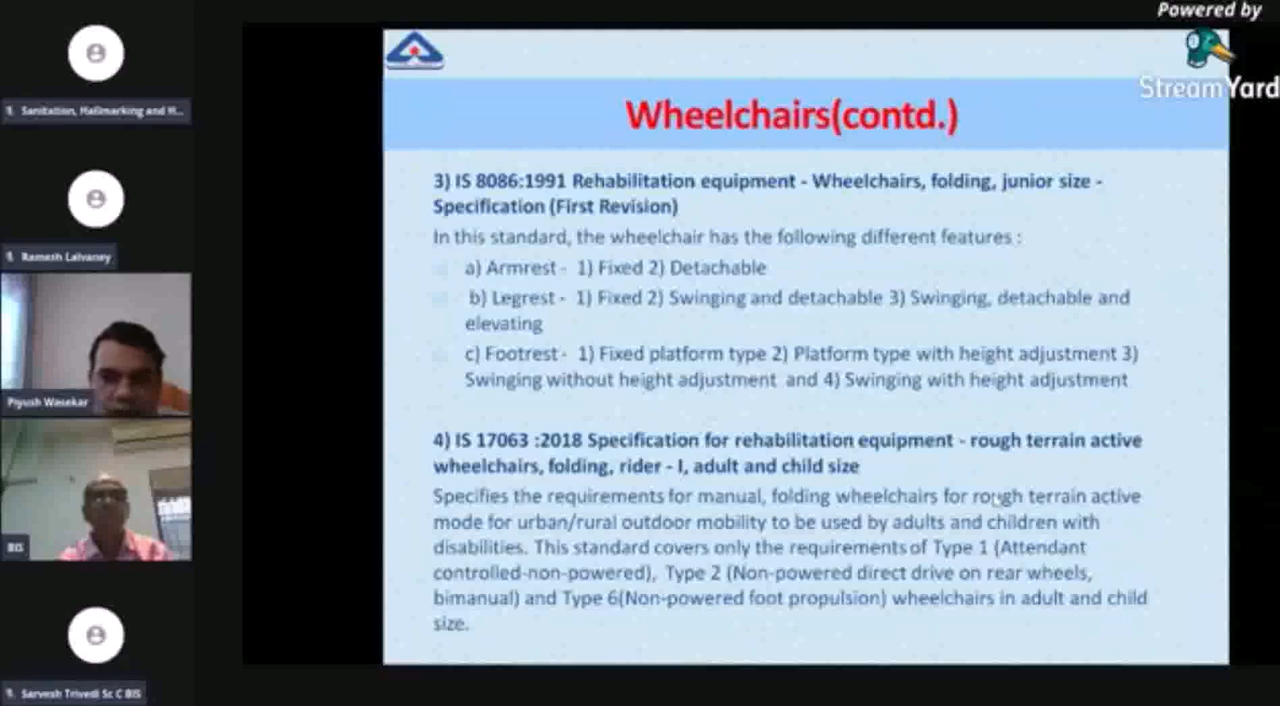 Powered by
StreamYard
Sanitation, Hallmarking and H...
Ramesh Lalvaney
Piyush Wasekar
BIS
Sarvesh Trivedi Sc C BIS
Wheelchairs(contd.)
3) IS 8086:1991 Rehabilitation equipment - Wheelchairs, folding, junior size -
Specification (First Revision)
In this standard, the wheelchair has the following different features :
a) Armrest - 1) Fixed 2) Detachable
b) Legrest - 1) Fixed 2) Swinging and detachable 3) Swinging, detachable and
elevating
c) Footrest - 1) Fixed platform type 2) Platform type with height adjustment 3)
Swinging without height adjustment and 4) Swinging with height adjustment
4) IS 17063 :2018 Specification for rehabilitation equipment - rough terrain active
wheelchairs, folding, rider - I, adult and child size
Specifies the requirements for manual, folding wheelchairs for rough terrain active
mode for urban/rural outdoor mobility to be used by adults and children with
disabilities. This standard covers only the requirements of Type 1 (Attendant
controlled-non-powered), Type 2 (Non-powered direct drive on rear wheels,
bimanual) and Type 6(Non-powered foot propulsion) wheelchairs in adult and child
size.